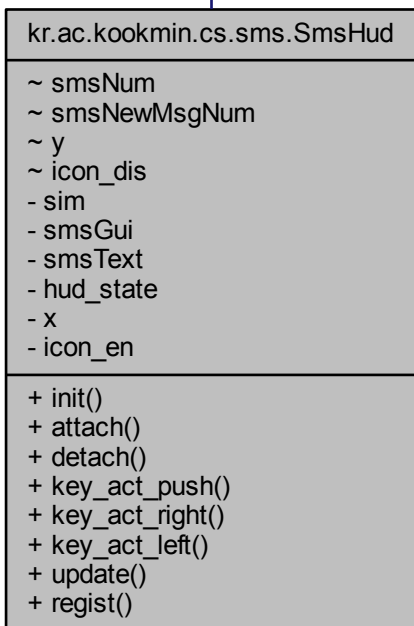 kr.ac.kookmin.cs.sms.SmsHud
~ smsNum
~ smsNewMsgNum
~ y
~ icon_dis
- sim
- smsGui
- smsText
- hud_state
- x
- icon_en
+ init()
+ attach()
+ detach()
+ key_act_push()
+ key_act_right()
+ key_act_left()
+ update()
+ regist()